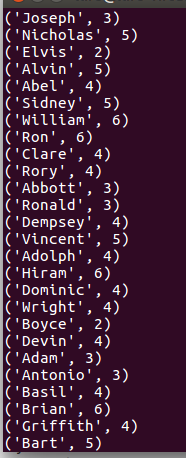 ('Joseph', 3)
('Nicholas', 5)
('Elvis', 2)
('Alvin', 5)
('Abel', 4)
('Sidney', 5)
('William', 6)
('Ron', 6)
('Clare', 4)
('Rory', 4)
('Abbott', 3)
('Ronald', 3)
('Dempsey', 4)
('Vincent', 5)
('Adolph', 4)
('Hiram', 6)
('Dominic', 4)
('Wright', 4)
('Boyce', 2)
('Devin', 4)
('Adam', 3)
('Antonio', 3)
('Basil', 4)
('Brian', 6)
('Griffith', 4)
('Bart', 5)